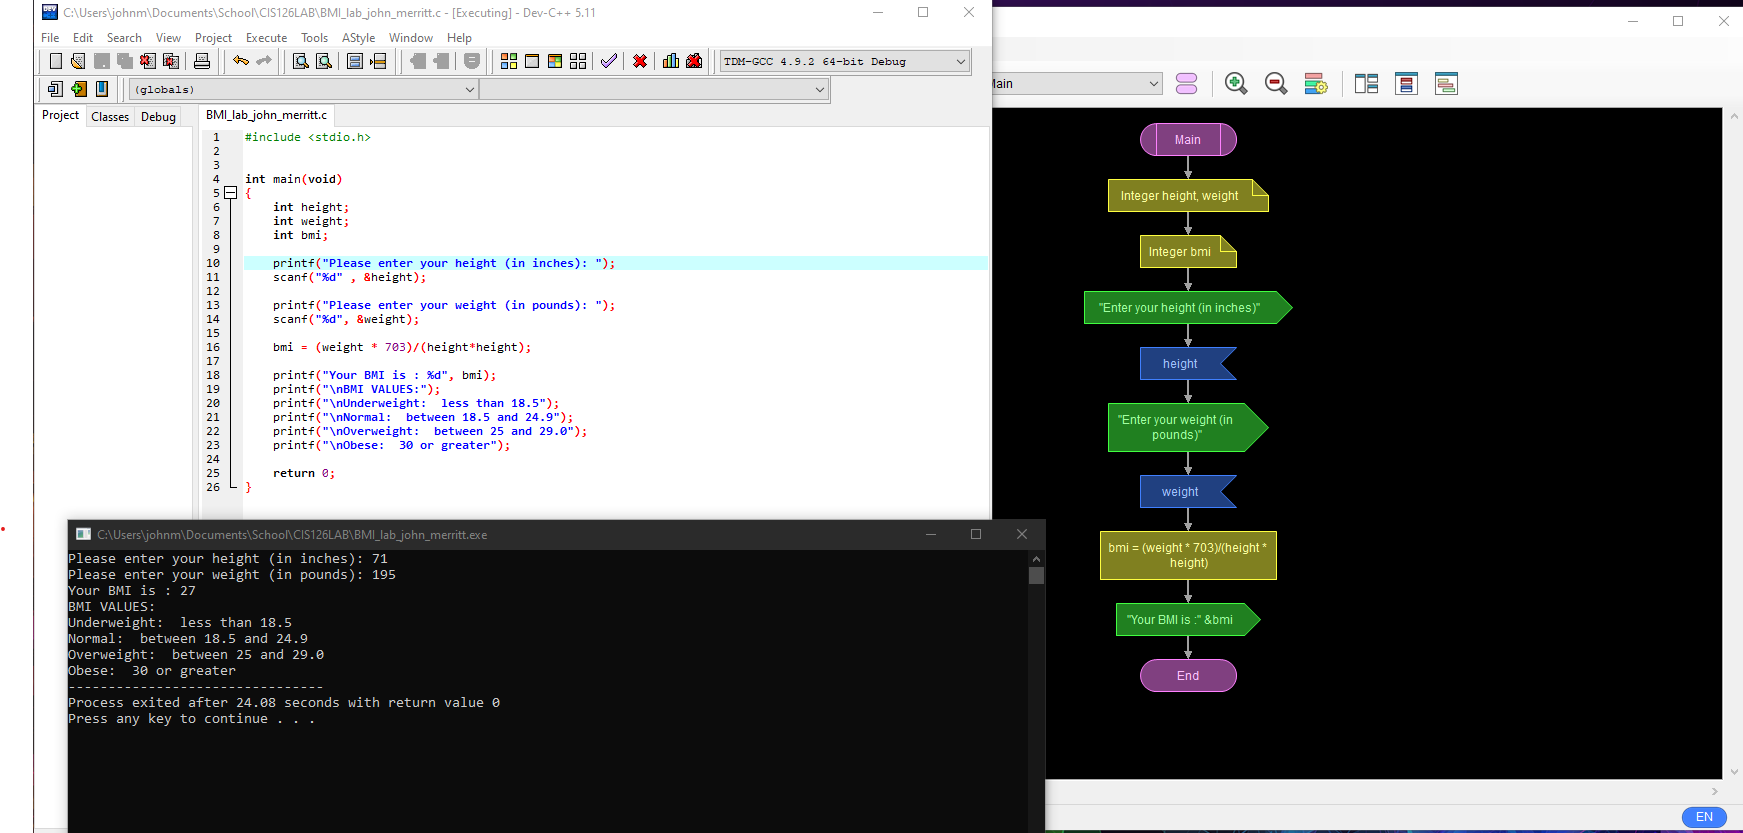 C:\Users\johnm\Documents\School\CIS126LAB\BMI_lab_john_merritt.c - [Executing] - Dev-C++ 5.11
File Edit Search View Project Execute Tools AStyle Window Help
TDM-GCC 4.9.2 64-bit Debug
(globals)
Project Classes Debug
BMI_lab_john_merritt.c
1 #include <stdio.h>
2
3
4 int main(void)
5 {
6 int height;
7 int weight;
8 int bmi;
9
10 printf("Please enter your height (in inches): ");
11 scanf("%d" , &height);
12
13 printf("Please enter your weight (in pounds): ");
14 scanf("%d", &weight);
15
16 bmi = (weight * 703)/(height*height);
17
18 printf("Your BMI is : %d", bmi);
19 printf("\nBMI VALUES:");
20 printf("\nUnderweight:  less than 18.5");
21 printf("\nNormal:  between 18.5 and 24.9");
22 printf("\nOverweight:  between 25 and 29.0");
23 printf("\nObese:  30 or greater");
24
25 return 0;
26 }
C:\Users\johnm\Documents\School\CIS126LAB\BMI_lab_john_merritt.exe
Please enter your height (in inches): 71
Please enter your weight (in pounds): 195
Your BMI is : 27
BMI VALUES:
Underweight:  less than 18.5
Normal:  between 18.5 and 24.9
Overweight:  between 25 and 29.0
Obese:  30 or greater
--------------------------------
Process exited after 24.08 seconds with return value 0
Press any key to continue . . .
Main
Integer height, weight
Integer bmi
"Enter your height (in inches)"
height
"Enter your weight (in
pounds)"
weight
bmi = (weight * 703)/(height *
height)
"Your BMI is :" &bmi
End
EN